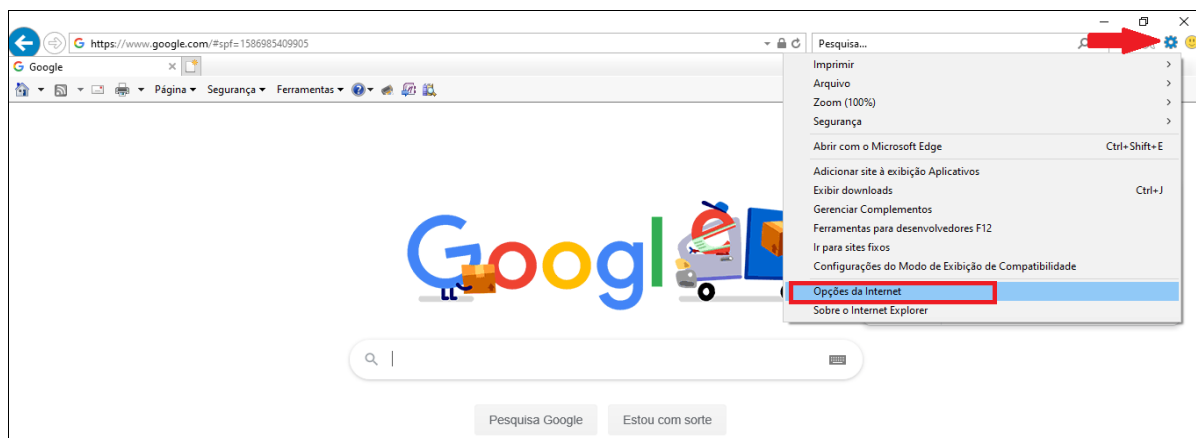 https://www.google.com/#spf=1586985409905
Pesquisa...
Google
Página Segurança Ferramentas
Imprimir
Arquivo
Zoom (100%)
Segurança
Abrir com o Microsoft Edge Ctrl+Shift+E
Adicionar site à exibição Aplicativos
Exibir downloads Ctrl+J
Gerenciar Complementos
Ferramentas para desenvolvedores F12
Ir para sites fixos
Configurações do Modo de Exibição de Compatibilidade
Opções da Internet
Sobre o Internet Explorer
Google
Pesquisa Google Estou com sorte